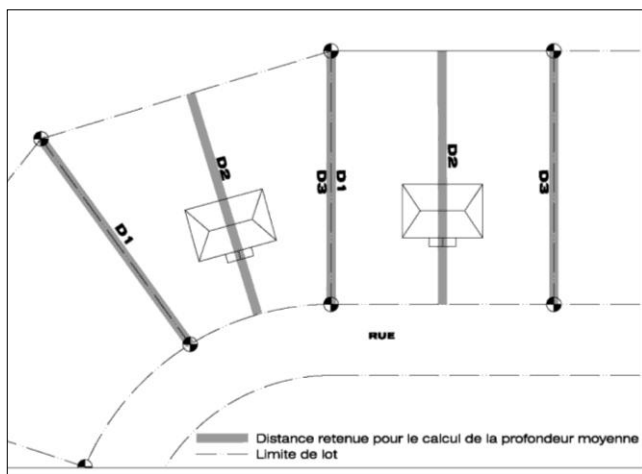 D2
D1
D3
D1
D2
D3
RUE
Distance retenue pour le calcul de la profondeur moyenne
Limite de lot